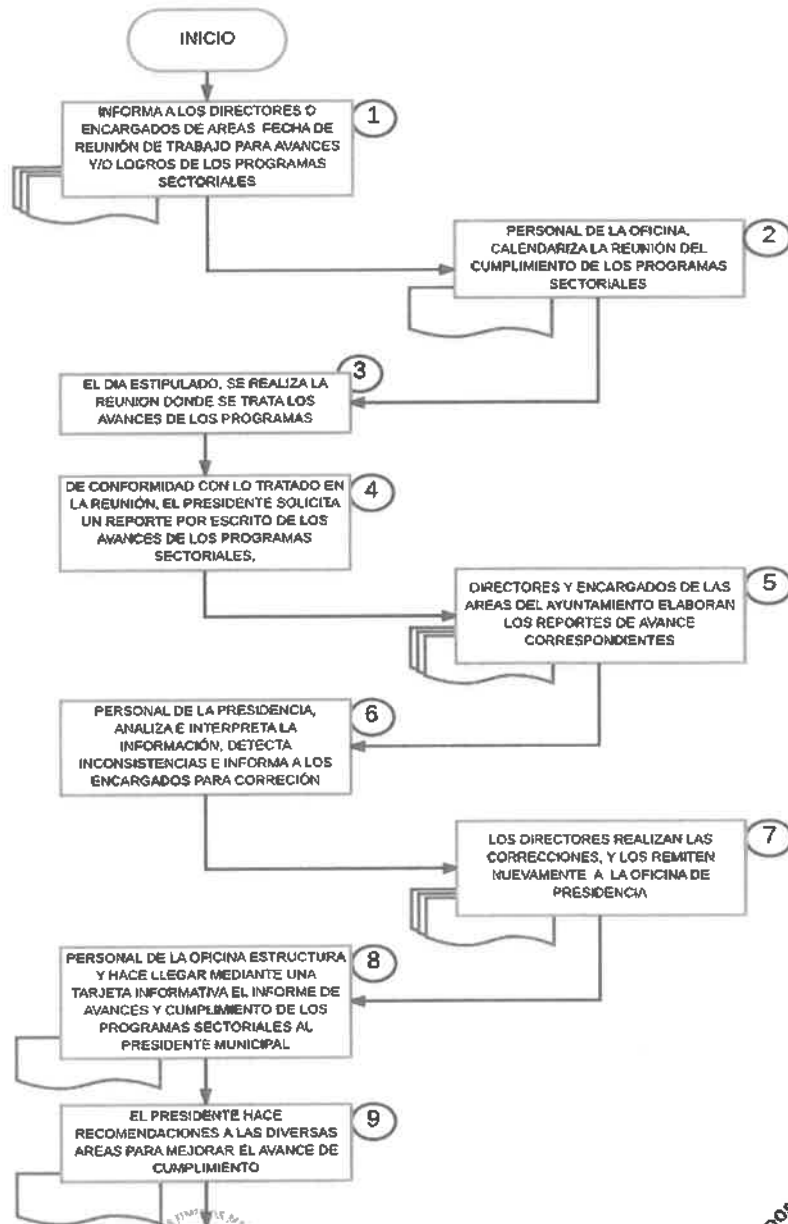 INICIO
1
INFORMA A LOS DIRECTORES O
ENCARGADOS DE AREAS FECHA DE
REUNIÓN DE TRABAJO PARA AVANCES
Y/O LOGROS DE LOS PROGRAMAS
SECTORIALES
2
PERSONAL DE LA OFICINA,
CALENDARIZA LA REUNIÓN DEL
CUMPLIMIENTO DE LOS PROGRAMAS
SECTORIALES
3
EL DIA ESTIPULADO, SE REALIZA LA
REUNION DONDE SE TRATA LOS
AVANCES DE LOS PROGRAMAS
4
DE CONFORMIDAD CON LO TRATADO EN
LA REUNIÓN, EL PRESIDENTE SOLICITA
UN REPORTE POR ESCRITO DE LOS
AVANCES DE LOS PROGRAMAS
SECTORIALES,
5
DIRECTORES Y ENCARGADOS DE LAS
AREAS DEL AYUNTAMIENTO ELABORAN
LOS REPORTES DE AVANCE
CORRESPONDIENTES
6
PERSONAL DE LA PRESIDENCIA,
ANALIZA E INTERPRETA LA
INFORMACIÓN, DETECTA
INCONSISTENCIAS E INFORMA A LOS
ENCARGADOS PARA CORRECIÓN
7
LOS DIRECTORES REALIZAN LAS
CORRECCIONES, Y LOS REMITEN
NUEVAMENTE A LA OFICINA DE
PRESIDENCIA
8
PERSONAL DE LA OFICINA ESTRUCTURA
Y HACE LLEGAR MEDIANTE UNA
TARJETA INFORMATIVA EL INFORME DE
AVANCES Y CUMPLIMIENTO DE LOS
PROGRAMAS SECTORIALES AL
PRESIDENTE MUNICIPAL
9
EL PRESIDENTE HACE
RECOMENDACIONES A LAS DIVERSAS
AREAS PARA MEJORAR EL AVANCE DE
CUMPLIMIENTO